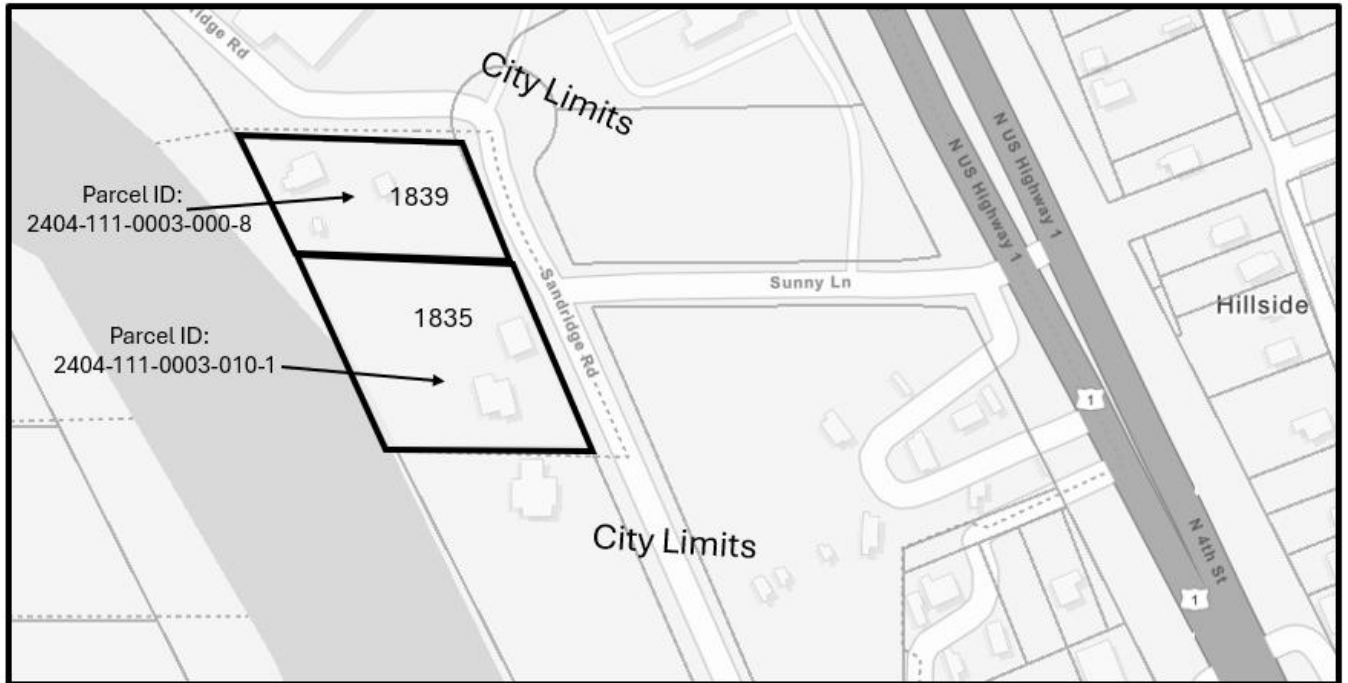 idge Rd
City Limits
N US Highway 1
N US Highway 1
Parcel ID:
2404-111-0003-000-8
1839
Sandridge Rd
Sunny Ln
Hillside
1835
Parcel ID:
2404-111-0003-010-1
1
City Limits
N 4th St
1